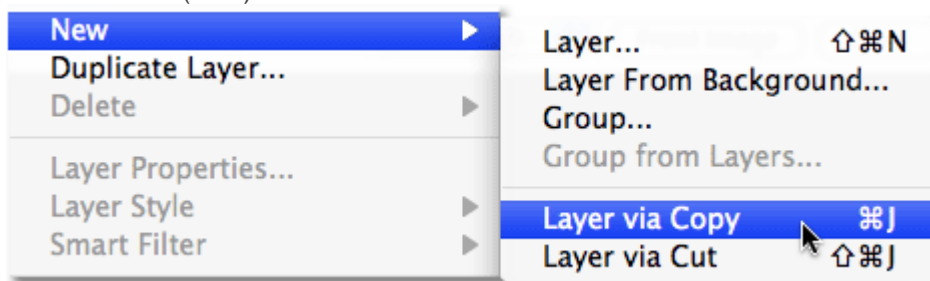 New
Duplicate Layer...
Delete
Layer Properties...
Layer Style
Smart Filter
Layer... ⇧⌘N
Layer From Background...
Group...
Group from Layers...
Layer via Copy ⌘J
Layer via Cut ⇧⌘J